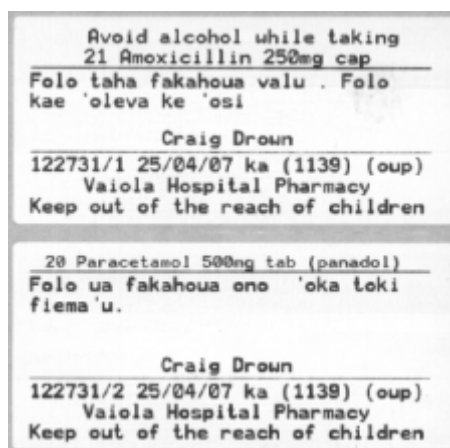 Avoid alcohol while taking
21 Amoxicillin 250mg cap
Folo taha fakahoua valu . Folo
kae 'oleva ke 'osi
Craig Drown
122731/1 25/04/07 ka (1139) (oup)
Vaiola Hospital Pharmacy
Keep out of the reach of children
20 Paracetamol 500mg tab (panadol)
Folo ua fakahoua ono 'oka toki
fiema'u.
Craig Drown
122731/2 25/04/07 ka (1139) (oup)
Vaiola Hospital Pharmacy
Keep out of the reach of children